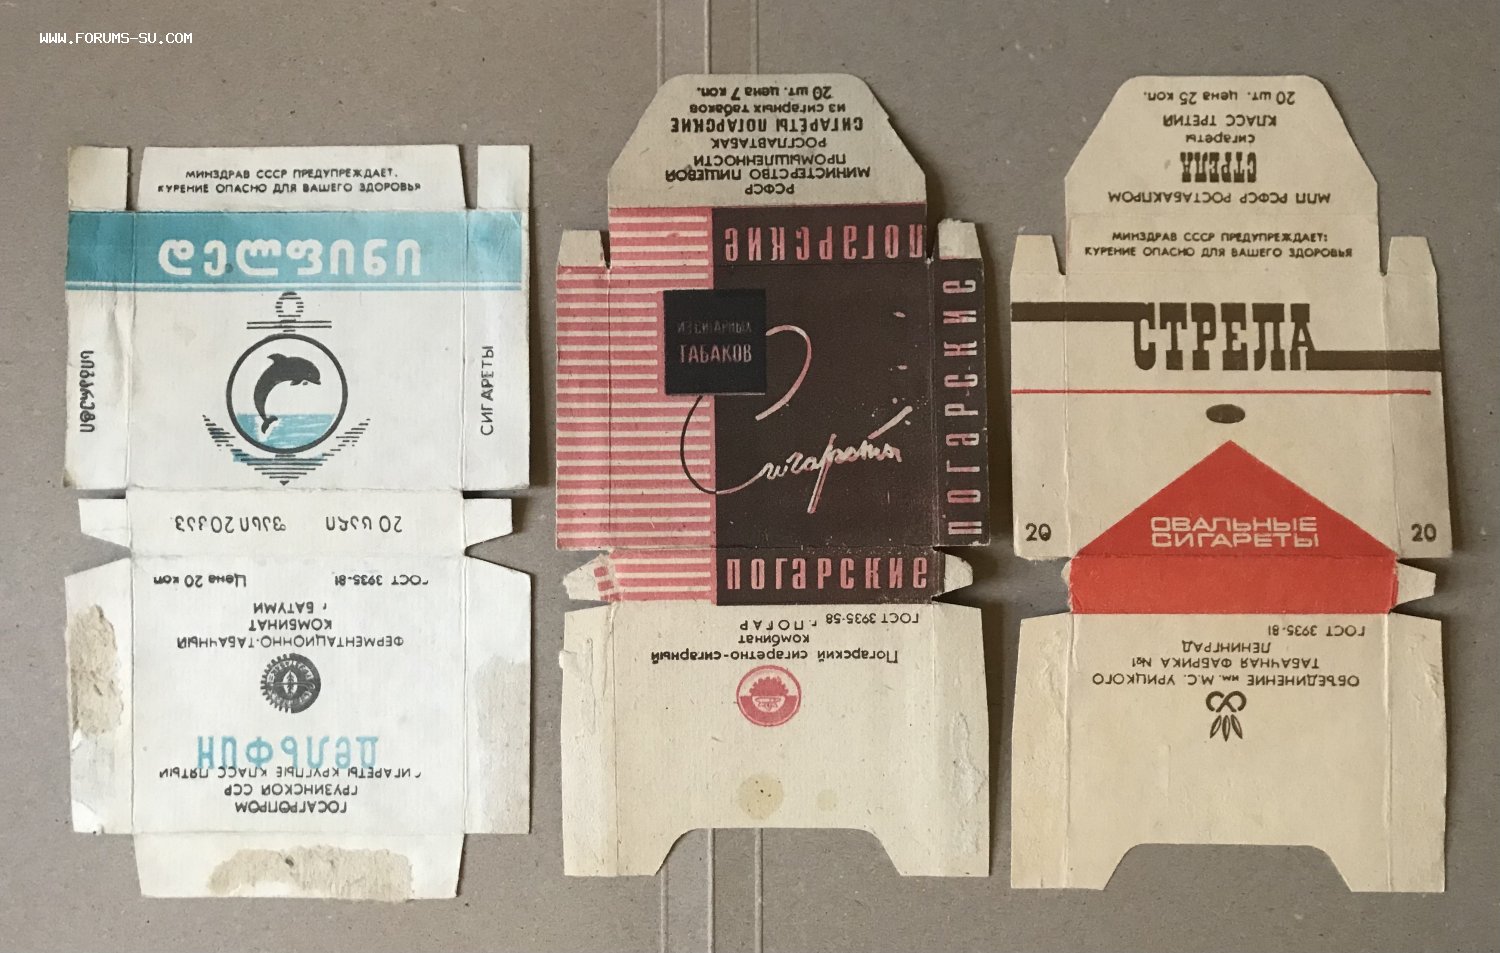 WWW.FORUMS-SU.COM
МИНЗДРАВ СССР ПРЕДУПРЕЖДАЕТ.
КУРЕНИЕ ОПАСНО ДЛЯ ВАШЕГО ЗДОРОВЬЯ
დელფინი
სიგარეტი
СИГАРЕТЫ
20 ცალი ფასი 20 კაპ.
ГОСАГРОПРОМ
ГРУЗИНСКОЙ ССР
СИГАРЕТЫ КРУГЛЫЕ КЛАСС ПЯТЫЙ
ДЕЛЬФИН
ФЕРМЕНТАЦИОННО-ТАБАЧНЫЙ
КОМБИНАТ
г БАТУМИ
ГОСТ 3935-81 Цена 20 коп
РСФСР
МИНИСТЕРСТВО ПИЩЕВОЙ
ПРОМЫШЛЕННОСТИ
РОСГЛАВТАБАК
СИГАРЕТЫ ПОГАРСКИЕ
из сигарных табаков
20 шт. цена 7 коп.
ПОГАРСКИЕ
ИЗ СИГАРНЫХ
ТАБАКОВ
Сигареты
ПОГАРСКИЕ
ПОГАРСКИЕ
Погарский сигаретно-сигарный
комбинат
г. ПОГАР
ГОСТ 3935-58
МПП РСФСР РОСТАБАКПРОМ
СТРЕЛА
сигареты
КЛАСС ТРЕТИЙ
20 шт. цена 25 коп.
МИНЗДРАВ СССР ПРЕДУПРЕЖДАЕТ:
КУРЕНИЕ ОПАСНО ДЛЯ ВАШЕГО ЗДОРОВЬЯ
СТРЕЛА
ОВАЛЬНЫЕ
СИГАРЕТЫ
20
20
ОБЪЕДИНЕНИЕ им. М.С. УРИЦКОГО
ТАБАЧНАЯ ФАБРИКА №1
ЛЕНИНГРАД
ГОСТ 3935-81